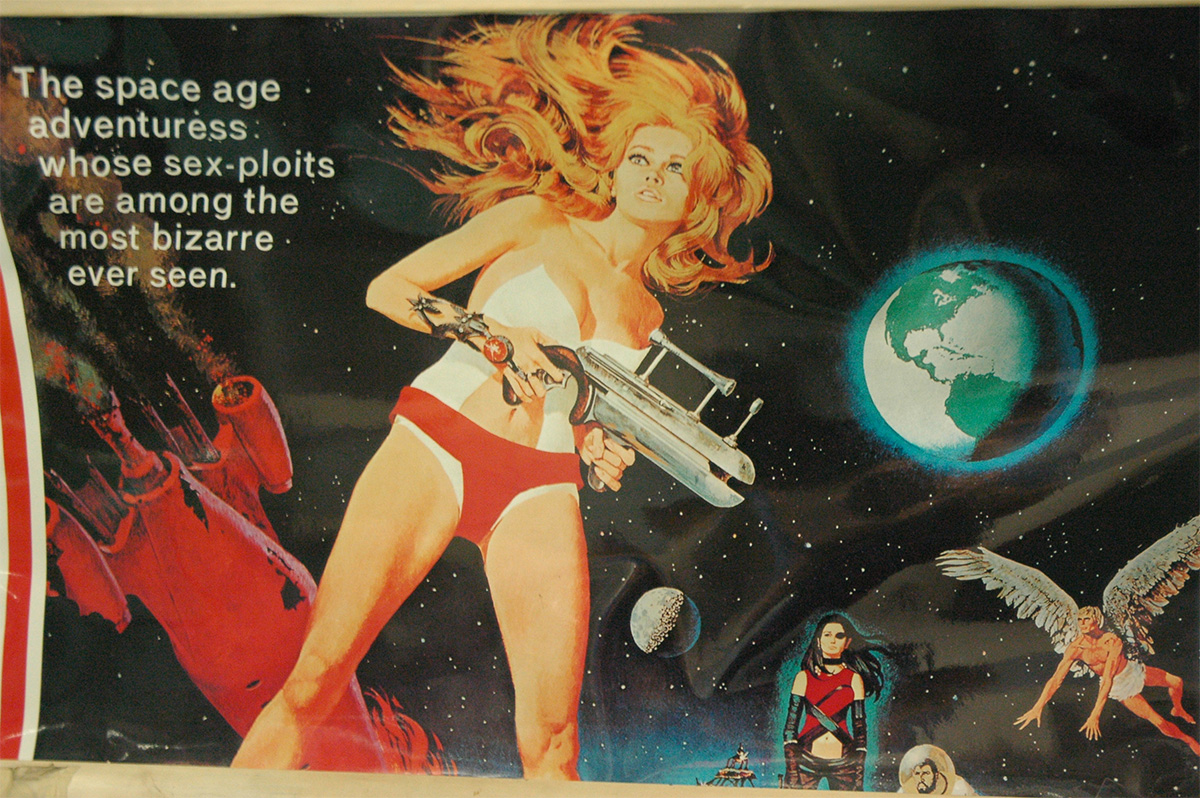 The space age
adventuress
whose sex-ploits
are among the
most bizarre
ever seen.